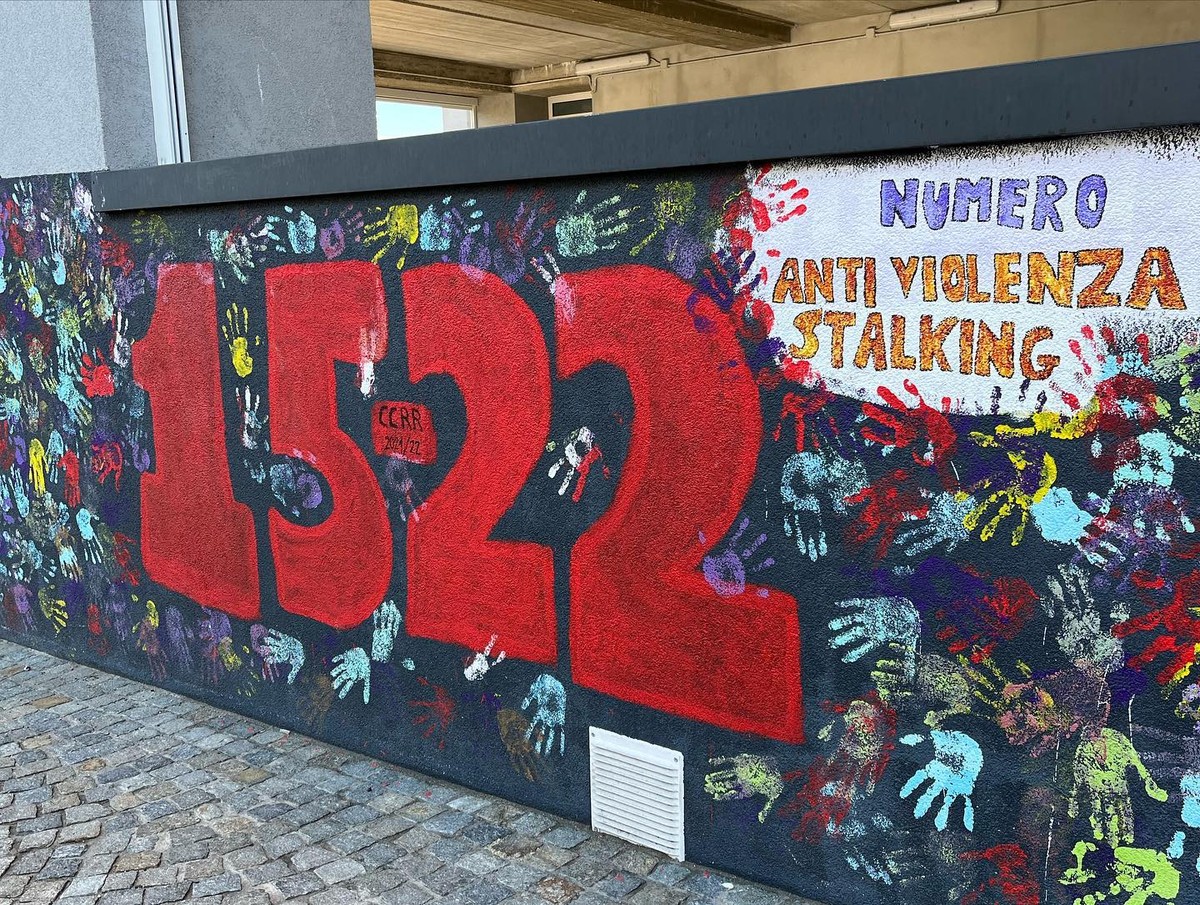 NUMERO
ANTI VIOLENZA
STALKING
1522
CCRR
2021/22